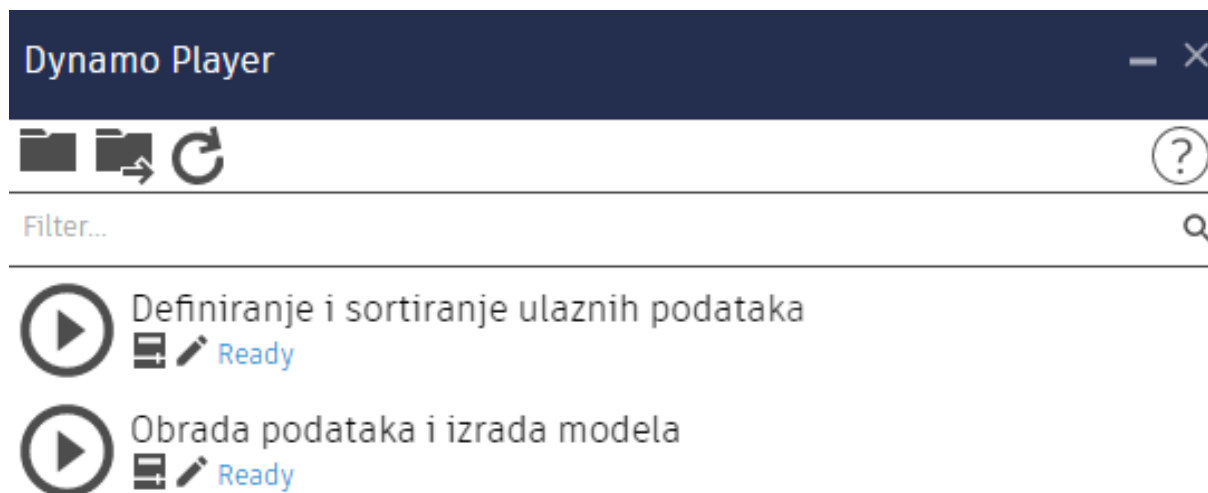 Dynamo Player
?
Filter...
Definiranje i sortiranje ulaznih podataka
Ready
Obrada podataka i izrada modela
Ready